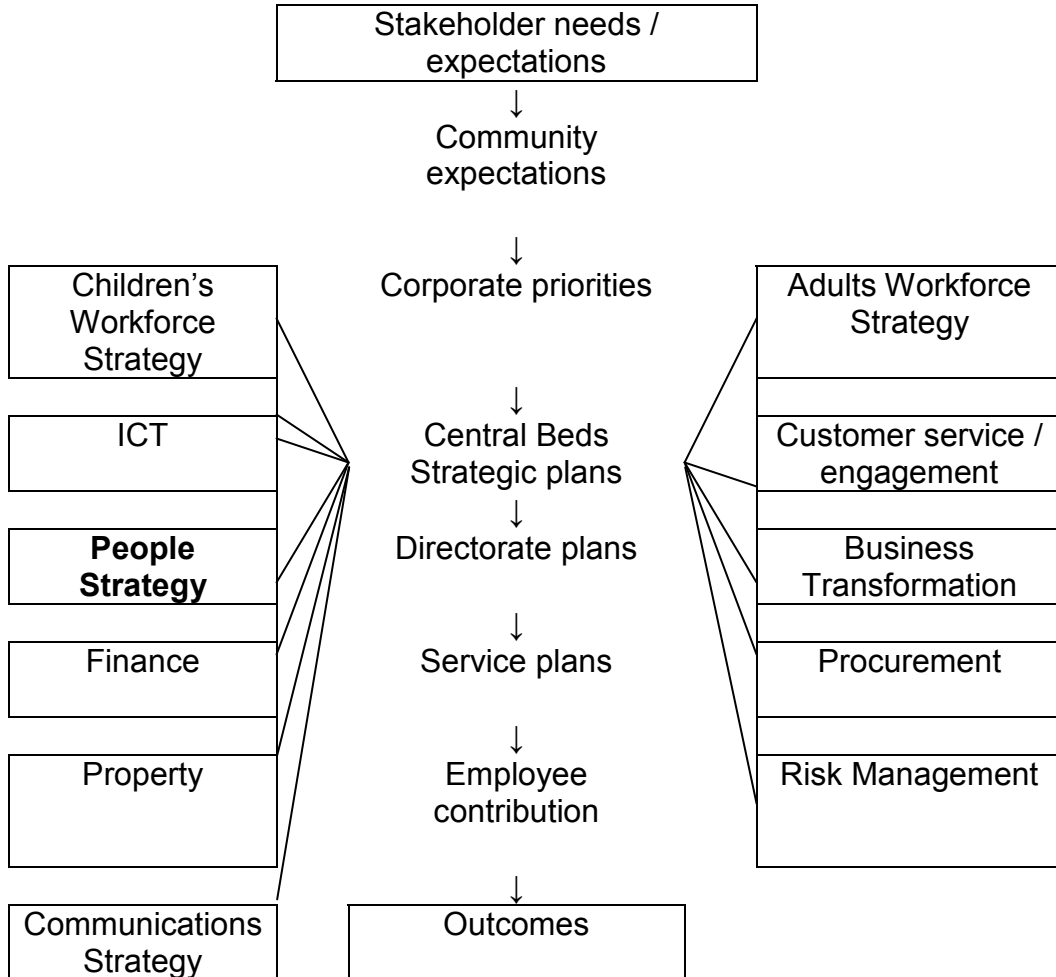 Stakeholder needs /
expectations
↓
Community
expectations
↓
Children's
Workforce
Strategy
Corporate priorities
Adults Workforce
Strategy
↓
ICT
Central Beds
Strategic plans
Customer service /
engagement
↓
People
Strategy
Directorate plans
Business
Transformation
↓
Finance
Service plans
Procurement
↓
Property
Employee
contribution
Risk Management
↓
Communications
Strategy
Outcomes